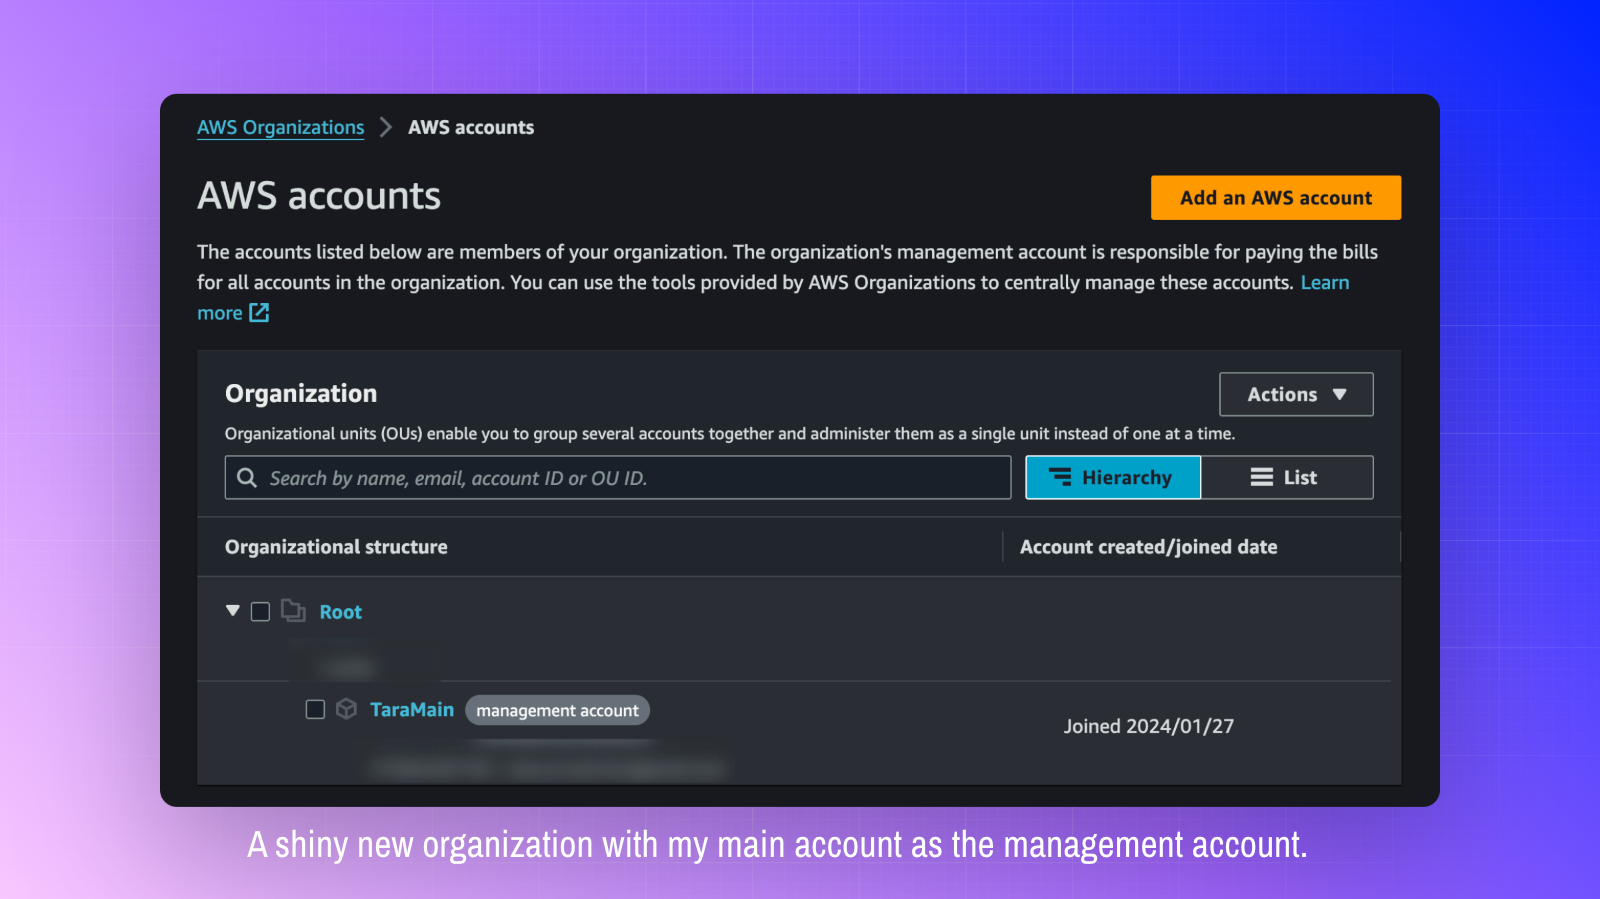 AWS Organizations > AWS accounts
AWS accounts
Add an AWS account
The accounts listed below are members of your organization. The organization's management account is responsible for paying the bills
for all accounts in the organization. You can use the tools provided by AWS Organizations to centrally manage these accounts. Learn
more
Organization
Actions
Organizational units (OUs) enable you to group several accounts together and administer them as a single unit instead of one at a time.
Search by name, email, account ID or OU ID.
Hierarchy
List
Organizational structure
Account created/joined date
Root
TaraMain management account
Joined 2024/01/27
A shiny new organization with my main account as the management account.